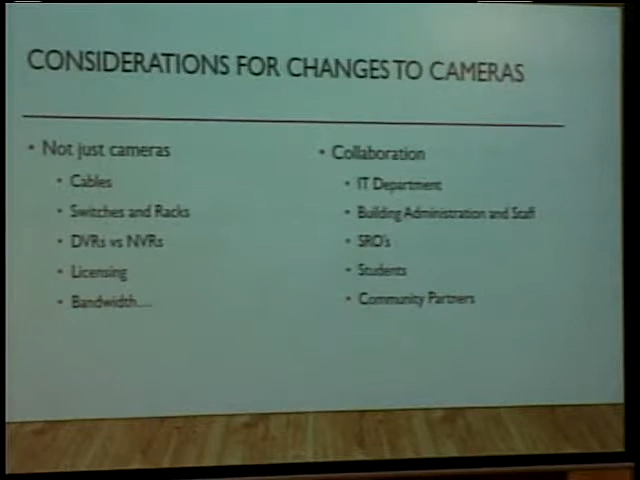 CONSIDERATIONS FOR CHANGES TO CAMERAS
• Not just cameras
• Cables
• Switches and Racks
• DVRs vs NVRs
• Licensing
• Bandwidth....
• Collaboration
• IT Department
• Building Administration and Staff
• SRO's
• Students
• Community Partners